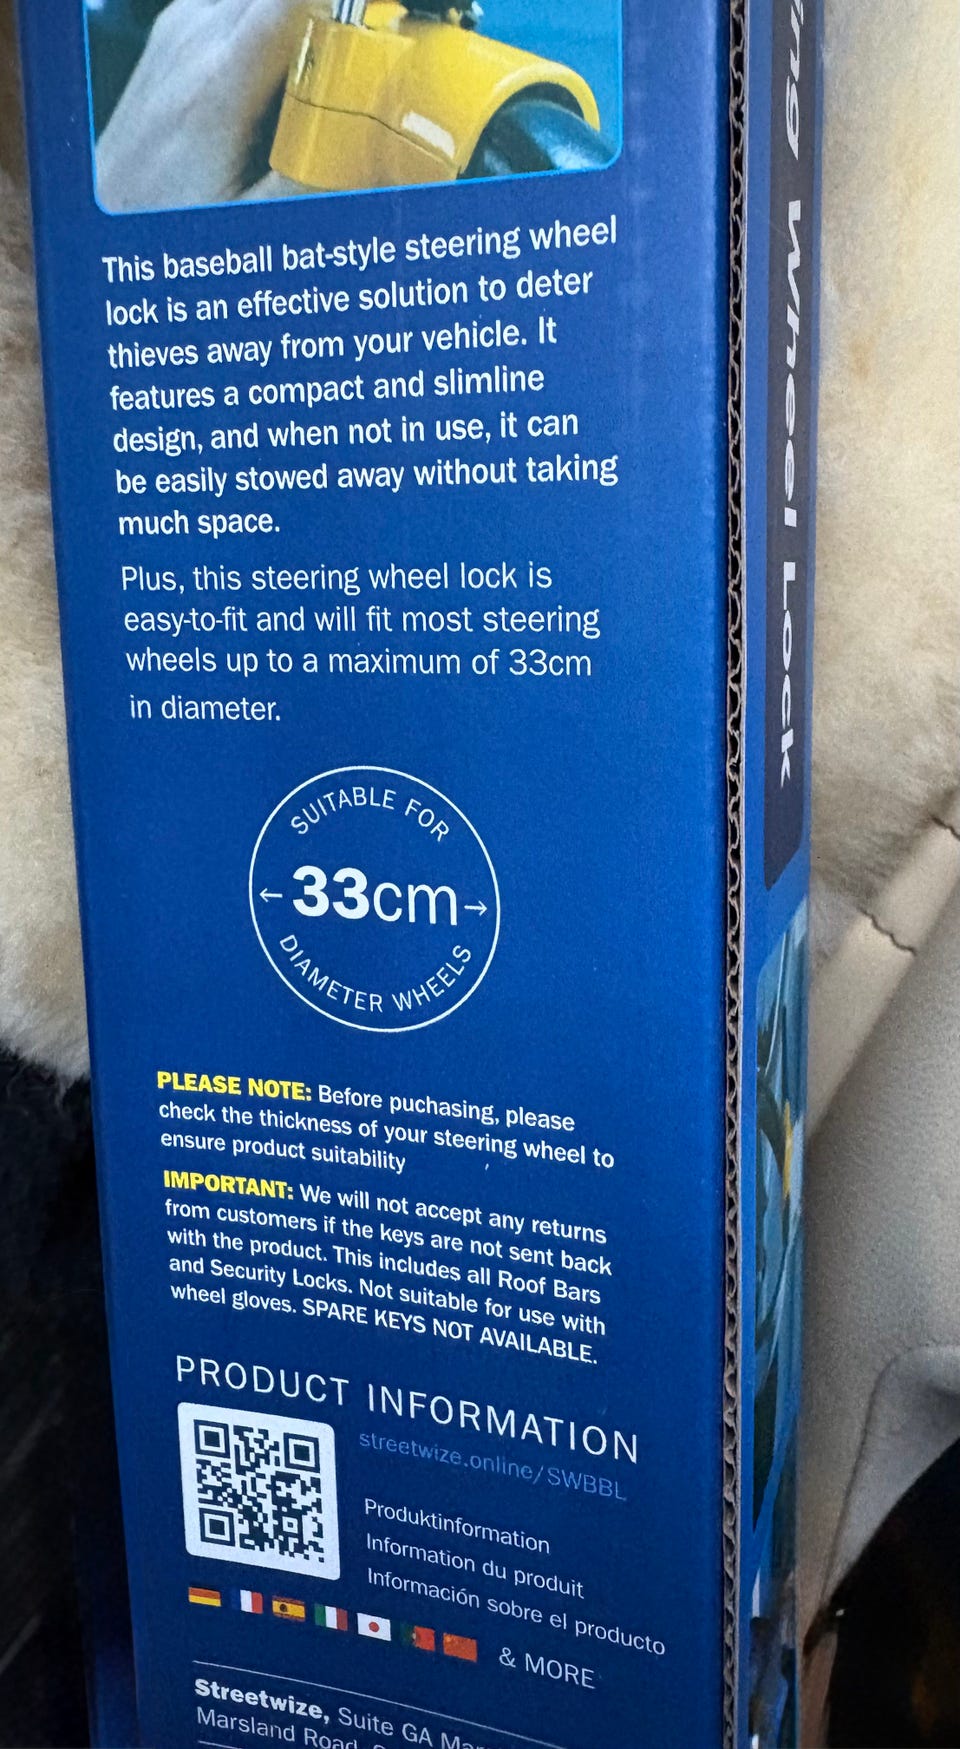 This baseball bat-style steering wheel
lock is an effective solution to deter
thieves away from your vehicle. It
features a compact and slimline
design, and when not in use, it can
be easily stowed away without taking
much space.
Plus, this steering wheel lock is
easy-to-fit and will fit most steering
wheels up to a maximum of 33cm
in diameter.
SUITABLE FOR
←33cm→
DIAMETER WHEELS
PLEASE NOTE: Before puchasing, please
check the thickness of your steering wheel to
ensure product suitability
IMPORTANT: We will not accept any returns
from customers if the keys are not sent back
with the product. This includes all Roof Bars
and Security Locks. Not suitable for use with
wheel gloves. SPARE KEYS NOT AVAILABLE.
PRODUCT INFORMATION
streetwize.online/SWBBL
Produktinformation
Information du produit
Información sobre el producto
& MORE
Streetwize, Suite GA
Marsland Road,
ing Wheel Lock